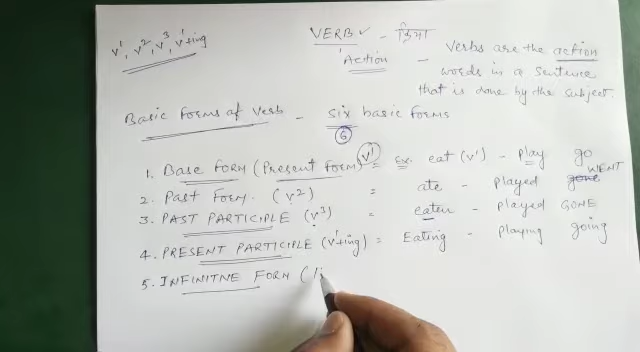 v¹, v², v³, v¹+ing
VERB ✓ - क्रिया
Action - Verbs are the action
words in a sentence
that is done by the subject.
Basic Forms of Verb - six basic forms
6
1. BASE FORM (Present form) v¹ = Ex. eat (v¹) - Play go
2. Past Form. (v²) = ate - Played gone WENT
3. PAST PARTICIPLE (v³) = eaten - Played GONE
4. PRESENT PARTICIPLE (v¹+ing) = Eating - Playing going
5. INFINITNE FORM (